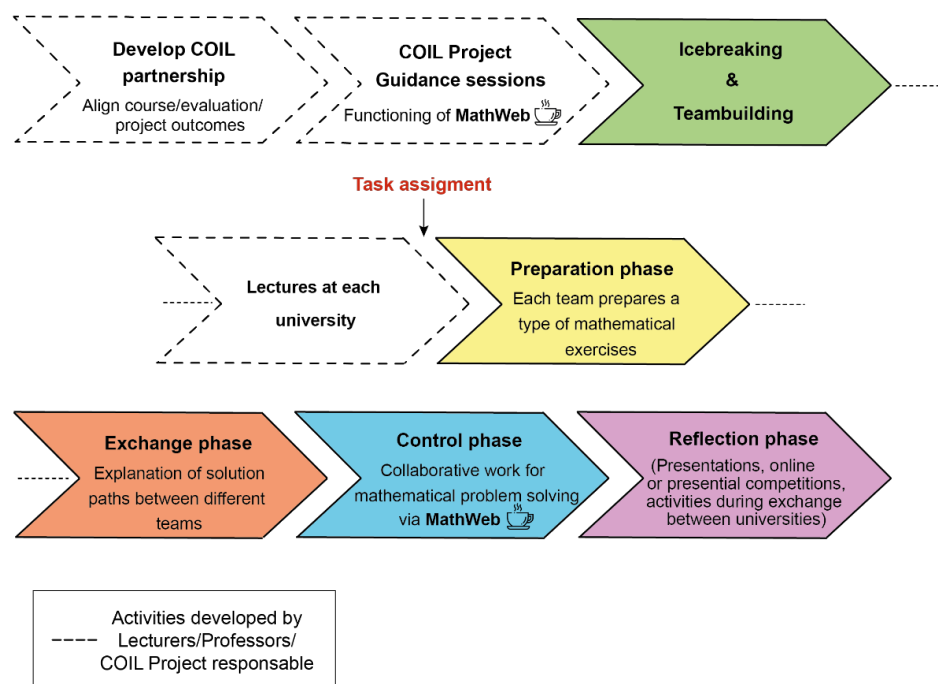 Develop COIL
partnership
Align course/evaluation/
project outcomes
COIL Project
Guidance sessions
Functioning of MathWeb
Icebreaking
&
Teambuilding
Task assigment
Lectures at each
university
Preparation phase
Each team prepares a
type of mathematical
exercises
Exchange phase
Explanation of solution
paths between different
teams
Control phase
Collaborative work for
mathematical problem solving
via MathWeb
Reflection phase
(Presentations, online
or presential competitions,
activities during exchange
between universities)
Activities developed by
Lecturers/Professors/
COIL Project responsable